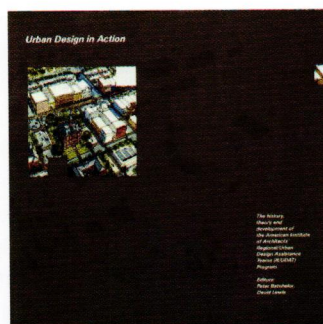 Urban Design in Action
The history,
theory and
development of
the American Institute
of Architects
Regional/Urban
Design Assistance
Teams (R/UDAT)
Program
Editors:
Peter Batchelor,
David Lewis